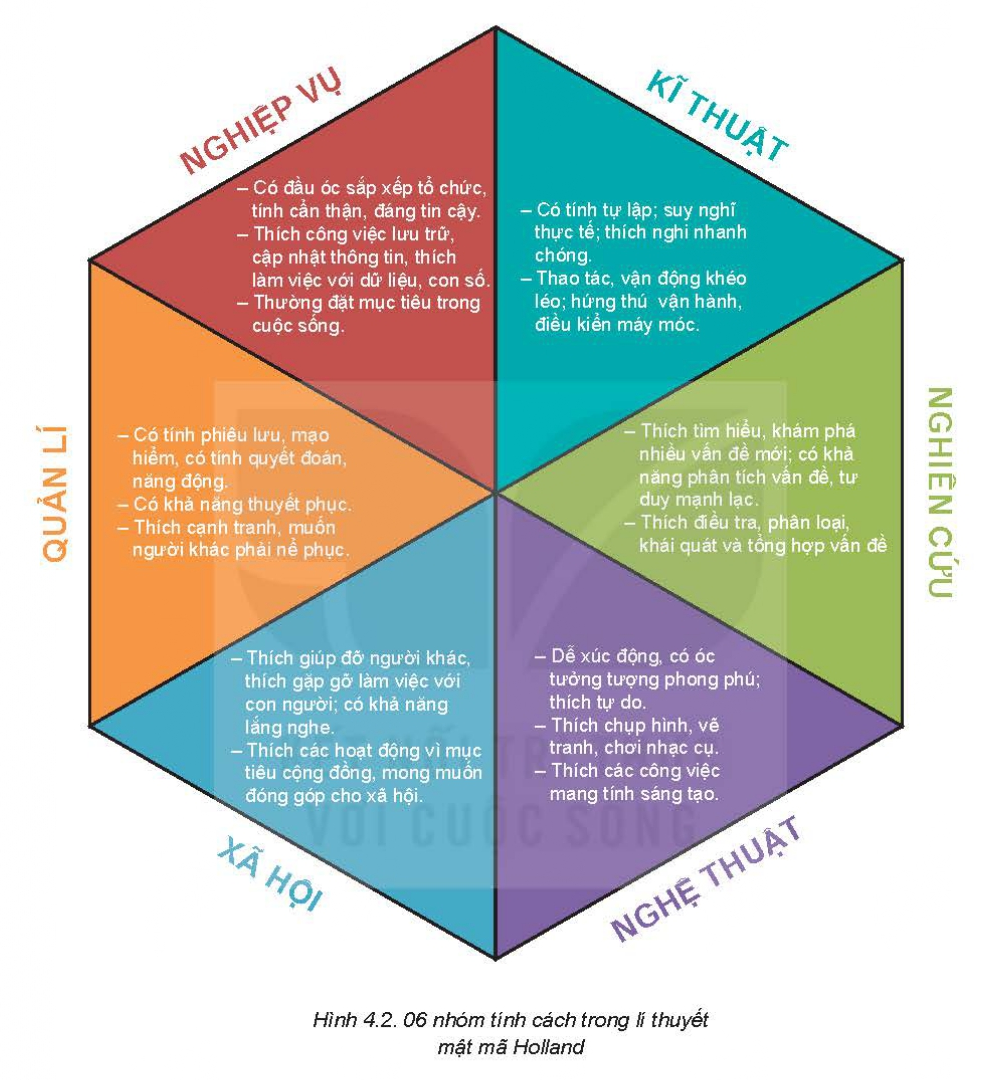 NGHIỆP VỤ
– Có đầu óc sắp xếp tổ chức,
tính cẩn thận, đáng tin cậy.
– Thích công việc lưu trữ,
cập nhật thông tin, thích
làm việc với dữ liệu, con số.
– Thường đặt mục tiêu trong
cuộc sống.
KĨ THUẬT
– Có tính tự lập; suy nghĩ
thực tế; thích nghi nhanh
chóng.
– Thao tác, vận động khéo
léo; hứng thú vận hành,
điều kiển máy móc.
QUẢN LÍ
– Có tính phiêu lưu, mạo
hiểm, có tính quyết đoán,
năng động.
– Có khả năng thuyết phục.
– Thích cạnh tranh, muốn
người khác phải nể phục.
NGHIÊN CỨU
– Thích tìm hiểu, khám phá
nhiều vấn đề mới; có khả
năng phân tích vấn đề, tư
duy mạnh lạc.
– Thích điều tra, phân loại,
khái quát và tổng hợp vấn đề
XÃ HỘI
– Thích giúp đỡ người khác,
thích gặp gỡ làm việc với
con người; có khả năng
lắng nghe.
– Thích các hoạt động vì mục
tiêu cộng đồng, mong muốn
đóng góp cho xã hội.
NGHỆ THUẬT
– Dễ xúc động, có óc
tưởng tượng phong phú;
thích tự do.
– Thích chụp hình, vẽ
tranh, chơi nhạc cụ.
– Thích các công việc
mang tính sáng tạo.
VỚI CUỘC SỐNG
Hình 4.2. 06 nhóm tính cách trong lí thuyết
mật mã Holland